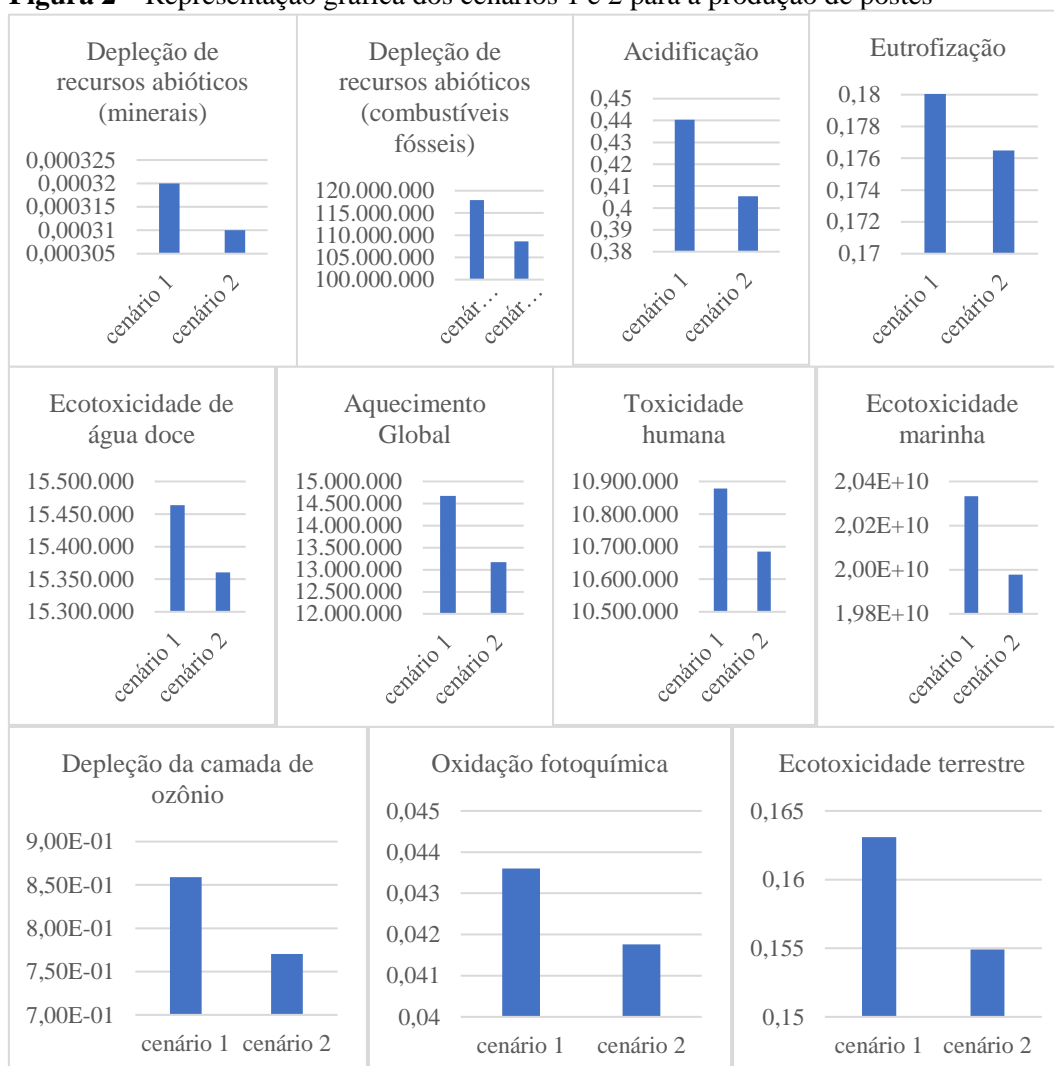 Figura 2 – Representação gráfica dos cenários 1 e 2 para a produção de postes
Depleção de
recursos abióticos
(minerais)
0,000325
0,00032
0,000315
0,00031
0,000305
cenário 1
cenário 2
Depleção de
recursos abióticos
(combustíveis
fósseis)
120.000.000
115.000.000
110.000.000
105.000.000
100.000.000
cenár…
cenár…
Acidificação
0,45
0,44
0,43
0,42
0,41
0,4
0,39
0,38
cenário 1
cenário 2
Eutrofização
0,18
0,178
0,176
0,174
0,172
0,17
cenário 1
cenário 2
Ecotoxicidade de
água doce
15.500.000
15.450.000
15.400.000
15.350.000
15.300.000
cenário 1
cenário 2
Aquecimento
Global
15.000.000
14.500.000
14.000.000
13.500.000
13.000.000
12.500.000
12.000.000
cenário 1
cenário 2
Toxicidade
humana
10.900.000
10.800.000
10.700.000
10.600.000
10.500.000
cenário 1
cenário 2
Ecotoxicidade
marinha
2,04E+10
2,02E+10
2,00E+10
1,98E+10
cenário 1
cenário 2
Depleção da camada de
ozônio
9,00E-01
8,50E-01
8,00E-01
7,50E-01
7,00E-01
cenário 1 cenário 2
Oxidação fotoquímica
0,045
0,044
0,043
0,042
0,041
0,04
cenário 1 cenário 2
Ecotoxicidade terrestre
0,165
0,16
0,155
0,15
cenário 1 cenário 2